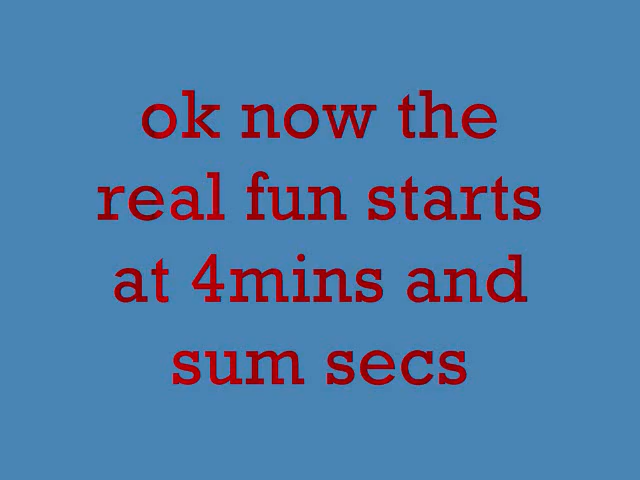 ok now the
real fun starts
at 4mins and
sum secs